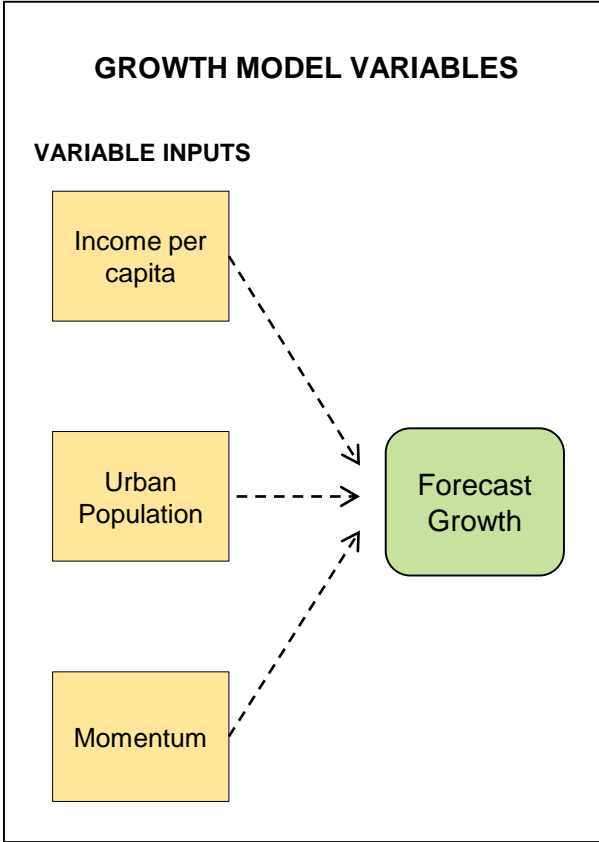 GROWTH MODEL VARIABLES
VARIABLE INPUTS
Income per
capita
Urban
Population
Forecast
Growth
Momentum